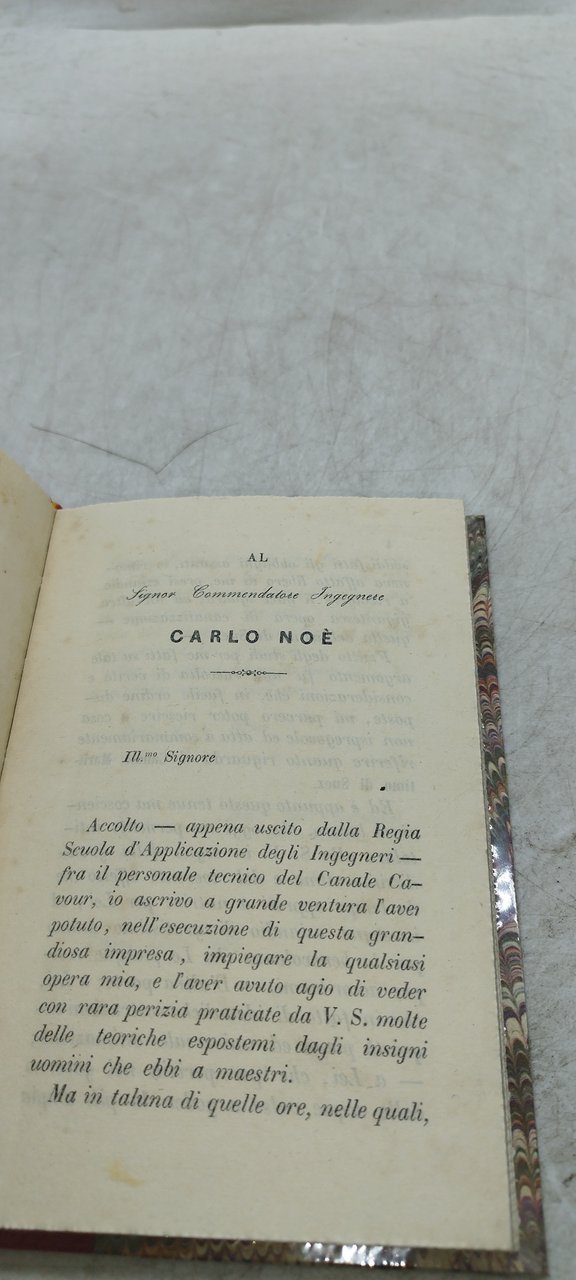 AL
Signor Commendatore Ingegnere
CARLO NOÈ
Ill.mo Signore
Accolto — appena uscito dalla Regia
Scuola d'Applicazione degli Ingegneri —
fra il personale tecnico del Canale Ca-
vour, io ascrivo a grande ventura l'aver
potuto, nell'esecuzione di questa gran-
diosa impresa, impiegare la qualsiasi
opera mia, e l'aver avuto agio di veder
con rara perizia praticate da V. S. molte
delle teoriche espostemi dagli insigni
uomini che ebbi a maestri.
Ma in taluna di quelle ore, nelle quali,